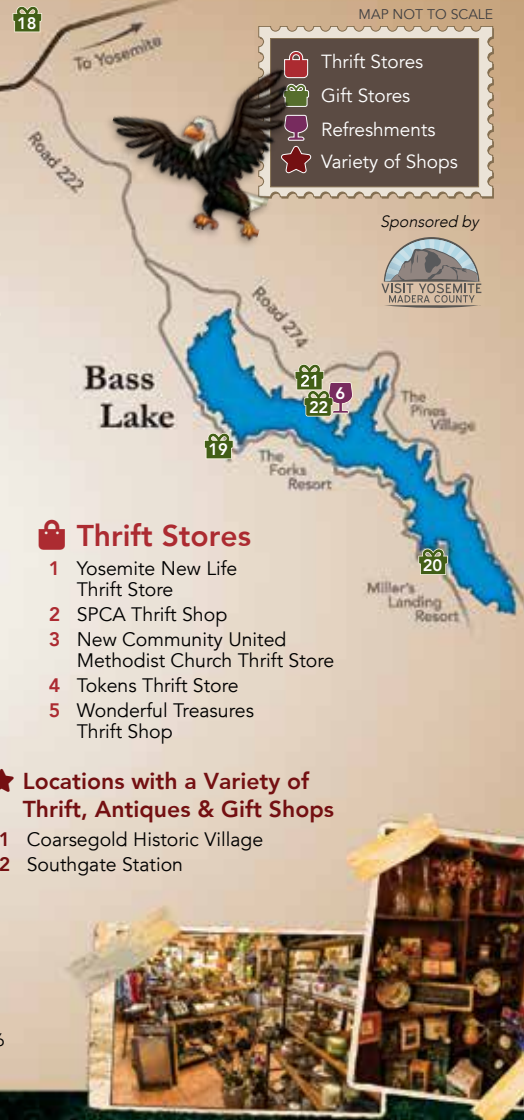 MAP NOT TO SCALE
18
To Yosemite
Thrift Stores
Gift Stores
Refreshments
Variety of Shops
Road 222
Sponsored by
VISIT YOSEMITE
MADERA COUNTY
Road 274
Bass
Lake
21
22
6
The
Pines
Village
19
The
Forks
Resort
20
Miller's
Landing
Resort
Thrift Stores
1 Yosemite New Life
Thrift Store
2 SPCA Thrift Shop
3 New Community United
Methodist Church Thrift Store
4 Tokens Thrift Store
5 Wonderful Treasures
Thrift Shop
Locations with a Variety of
Thrift, Antiques & Gift Shops
1 Coarsegold Historic Village
2 Southgate Station
6